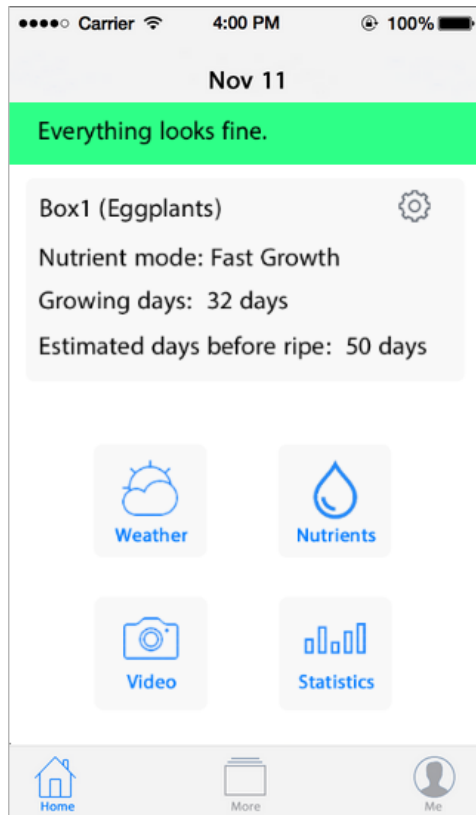 Carrier 4:00 PM 100%
Nov 11
Everything looks fine.
Box1 (Eggplants)
Nutrient mode: Fast Growth
Growing days: 32 days
Estimated days before ripe: 50 days
Weather Nutrients
Video Statistics
Home More Me